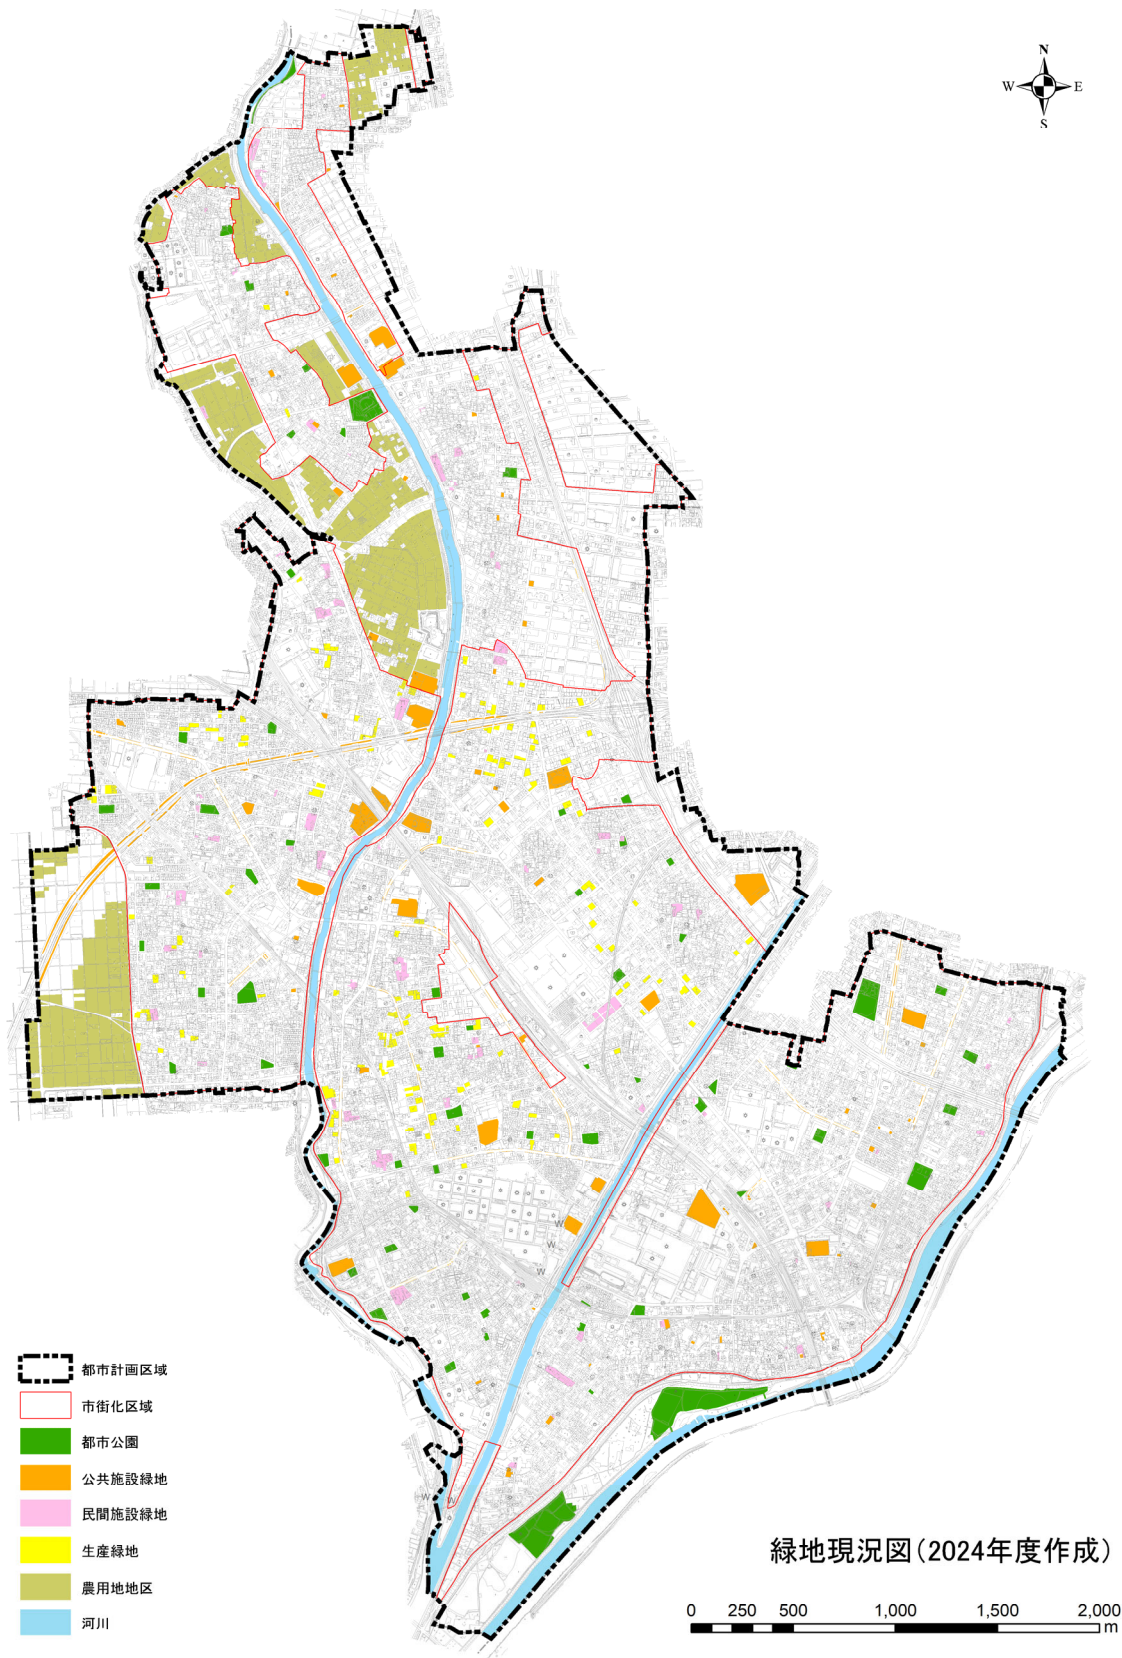 N
W E
S
都市計画区域
市街化区域
都市公園
公共施設緑地
民間施設緑地
生産緑地
農用地地区
河川
緑地現況図(2024年度作成)
0 250 500 1,000 1,500 2,000
m
W
W
W
W
W